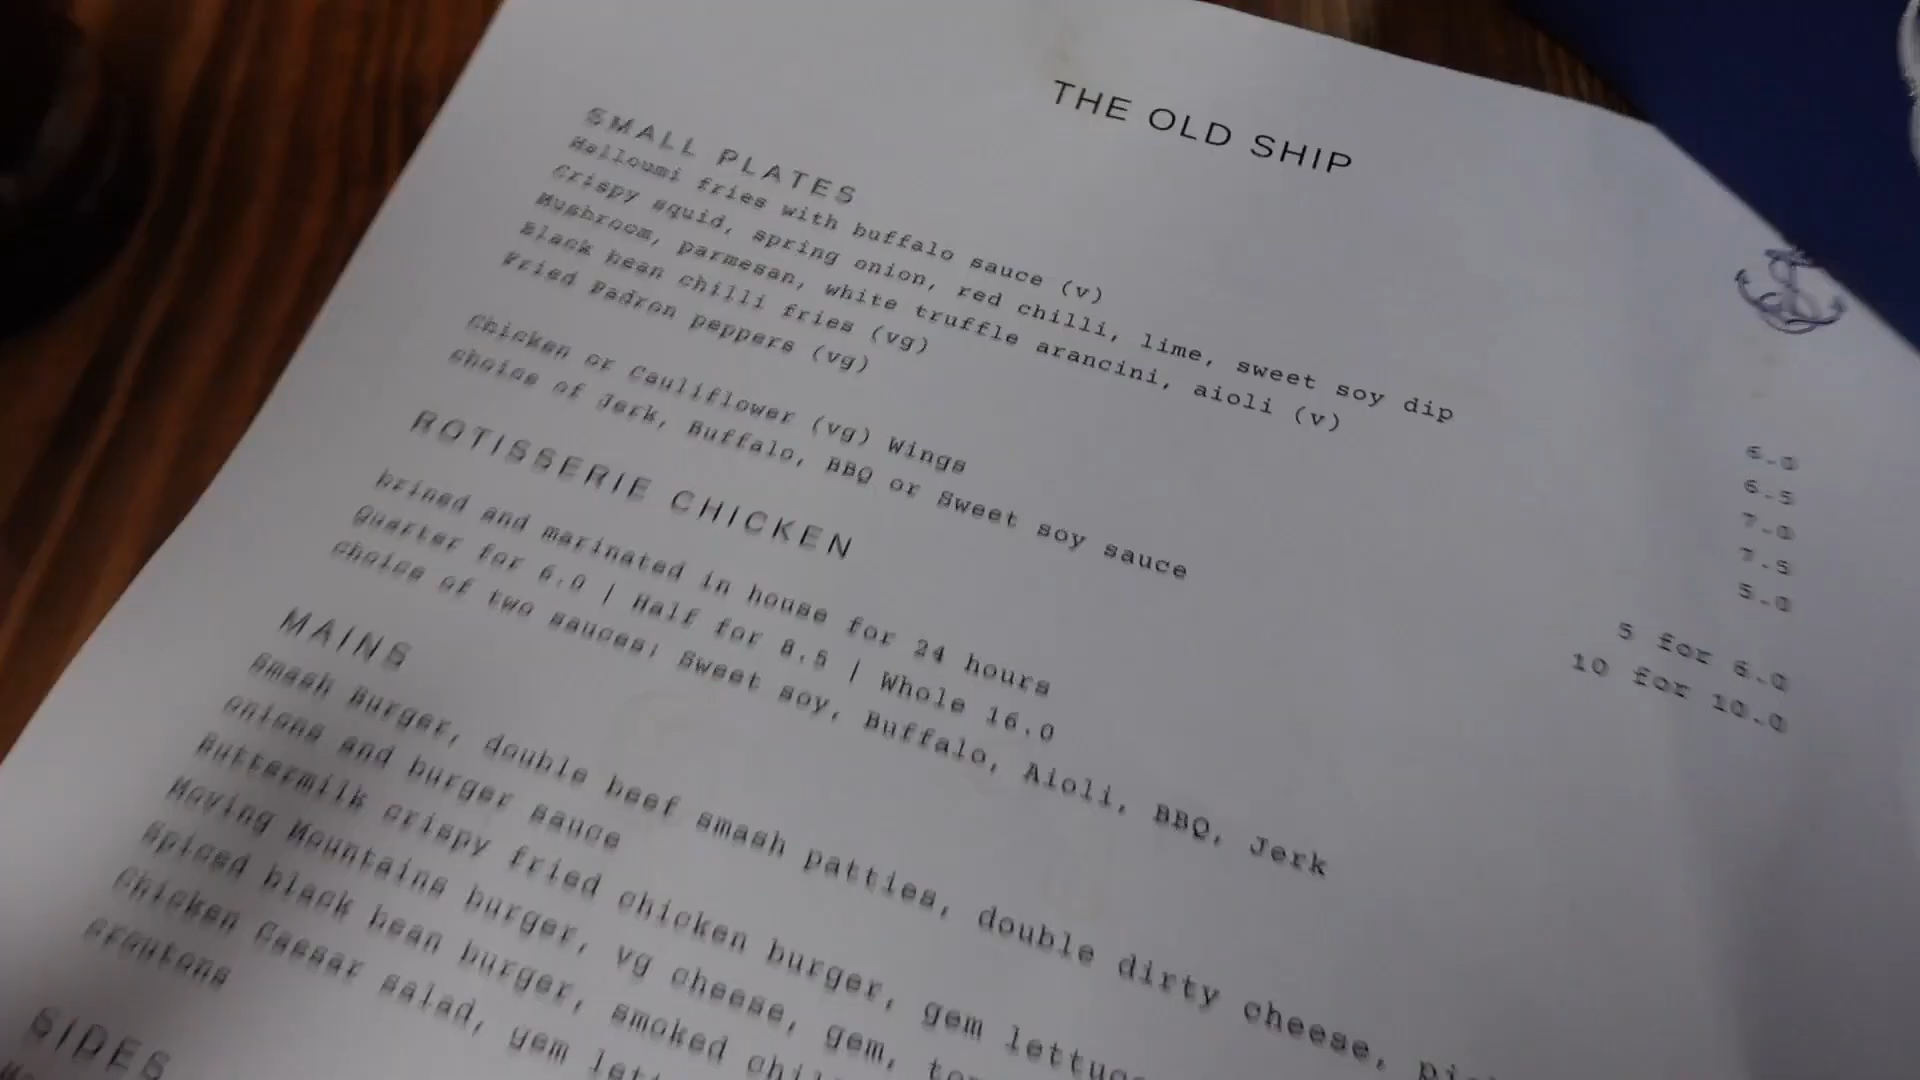 THE OLD SHIP
SMALL PLATES
Halloumi fries with buffalo sauce (v) 6.0
Crispy squid, spring onion, red chilli, lime, sweet soy dip 6.5
Mushroom, parmesan, white truffle arancini, aioli (v) 7.0
Black bean chilli fries (vg) 7.5
Fried Padron peppers (vg) 5.0
Chicken or Cauliflower (vg) Wings 5 for 6.0
choice of Jerk, Buffalo, BBQ or Sweet soy sauce 10 for 10.0
ROTISSERIE CHICKEN
brined and marinated in house for 24 hours
quarter for 6.0 | Half for 8.5 | Whole 16.0
choice of two sauces; Sweet soy, Buffalo, Aioli, BBQ, Jerk
MAINS
Smash Burger, double beef smash patties, double dirty cheese,
onions and burger sauce
Buttermilk crispy fried chicken burger, gem lettuc
Moving Mountains burger, vg cheese, gem,
Spiced black bean burger, smoked
Chicken Caesar salad, gem
croutons
SIDES